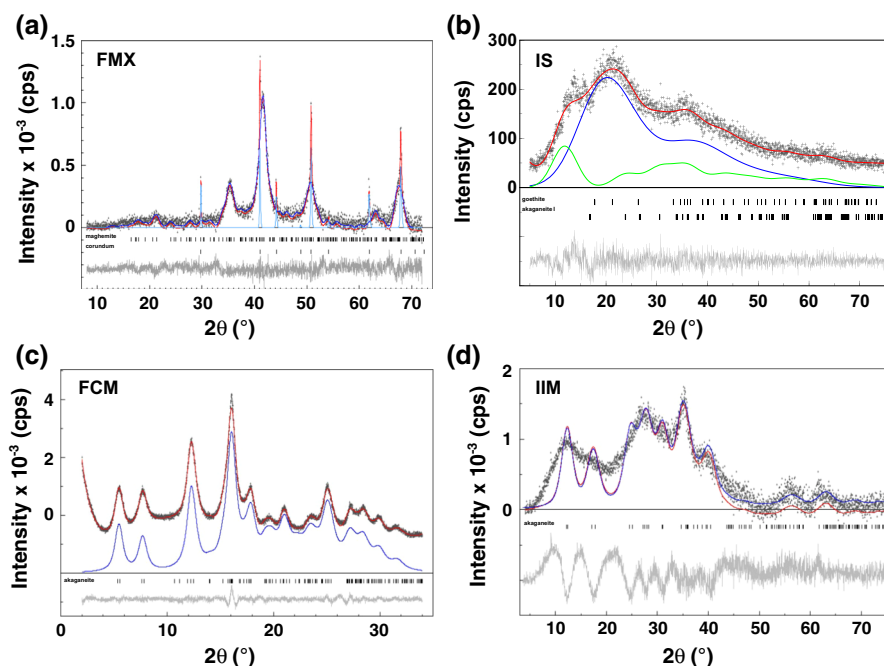 (a)
FMX
1.5
1.0
0.5
0
Intensity x 10⁻³ (cps)
maghemite
corundum
10 20 30 40 50 60 70
2θ (°)
(b)
IS
300
200
100
0
Intensity (cps)
goethite
akaganeite I
10 20 30 40 50 60 70
2θ (°)
(c)
FCM
4
2
0
Intensity x 10⁻³ (cps)
akaganeite
0 10 20 30
2θ (°)
(d)
IIM
2
1
0
Intensity x 10⁻³ (cps)
akaganeite
10 20 30 40 50 60 70
2θ (°)